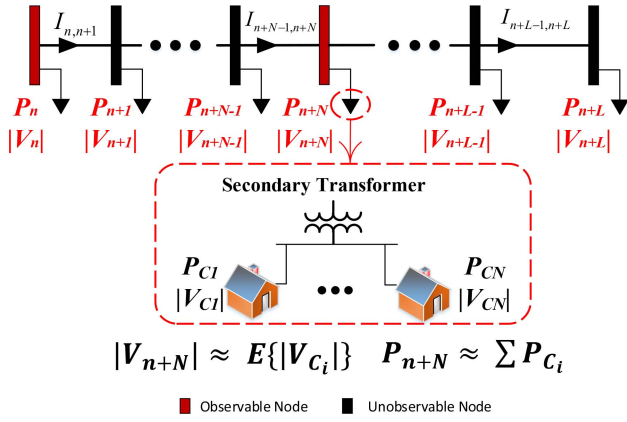 I_{n,n+1} I_{n+N-1,n+N} I_{n+L-1,n+L}
P_n P_{n+1} P_{n+N-1} P_{n+N} P_{n+L-1} P_{n+L}
|V_n| |V_{n+1}| |V_{n+N-1}| |V_{n+N}| |V_{n+L-1}| |V_{n+L}|
Secondary Transformer
P_{C1} P_{CN}
|V_{C1}| |V_{CN}|
|V_{n+N}| ≈ E{|V_{C_i}|} P_{n+N} ≈ ∑ P_{C_i}
Observable Node Unobservable Node